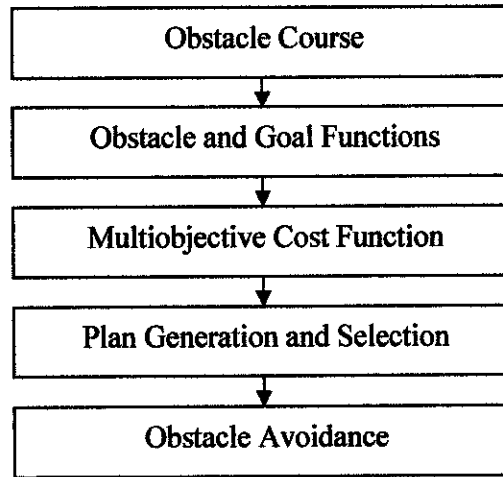 Obstacle Course
Obstacle and Goal Functions
Multiobjective Cost Function
Plan Generation and Selection
Obstacle Avoidance